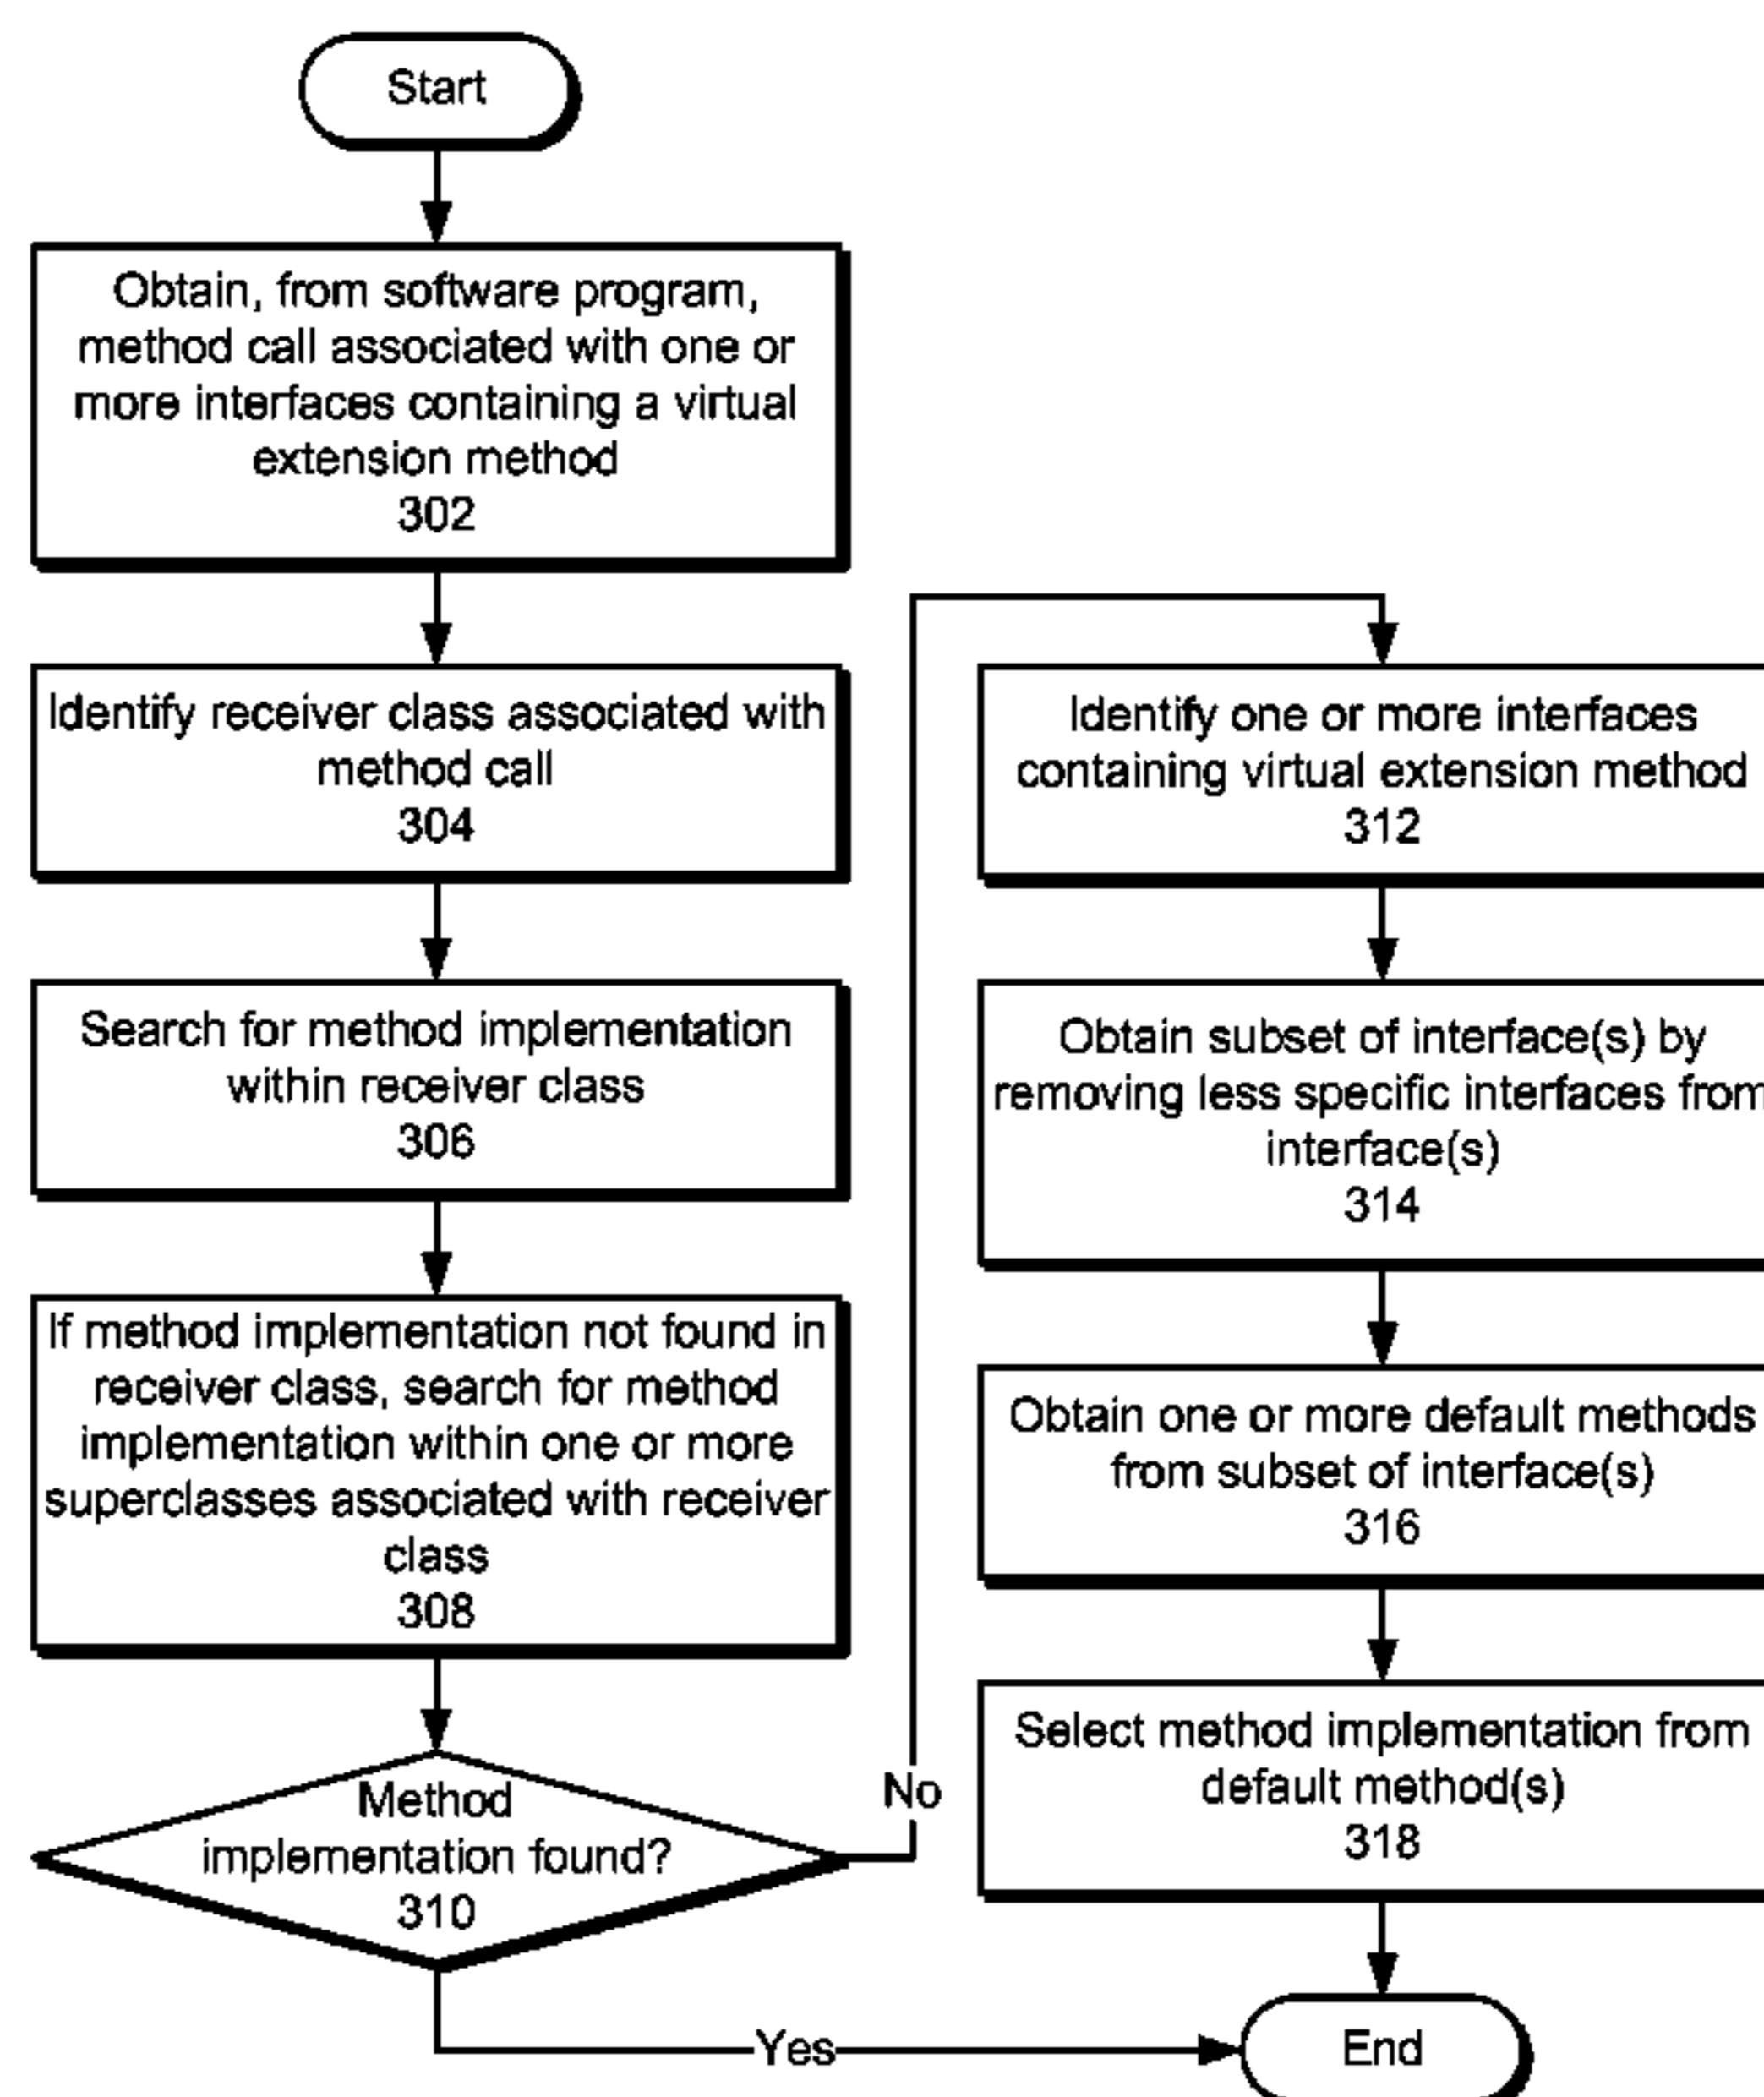 Start
Obtain, from software program,
method call associated with one or
more interfaces containing a virtual
extension method
302
Identify receiver class associated with
method call
304
Search for method implementation
within receiver class
306
If method implementation not found in
receiver class, search for method
implementation within one or more
superclasses associated with receiver
class
308
Method
implementation found?
310
No
Yes
Identify one or more interfaces
containing virtual extension method
312
Obtain subset of interface(s) by
removing less specific interfaces from
interface(s)
314
Obtain one or more default methods
from subset of interface(s)
316
Select method implementation from
default method(s)
318
End